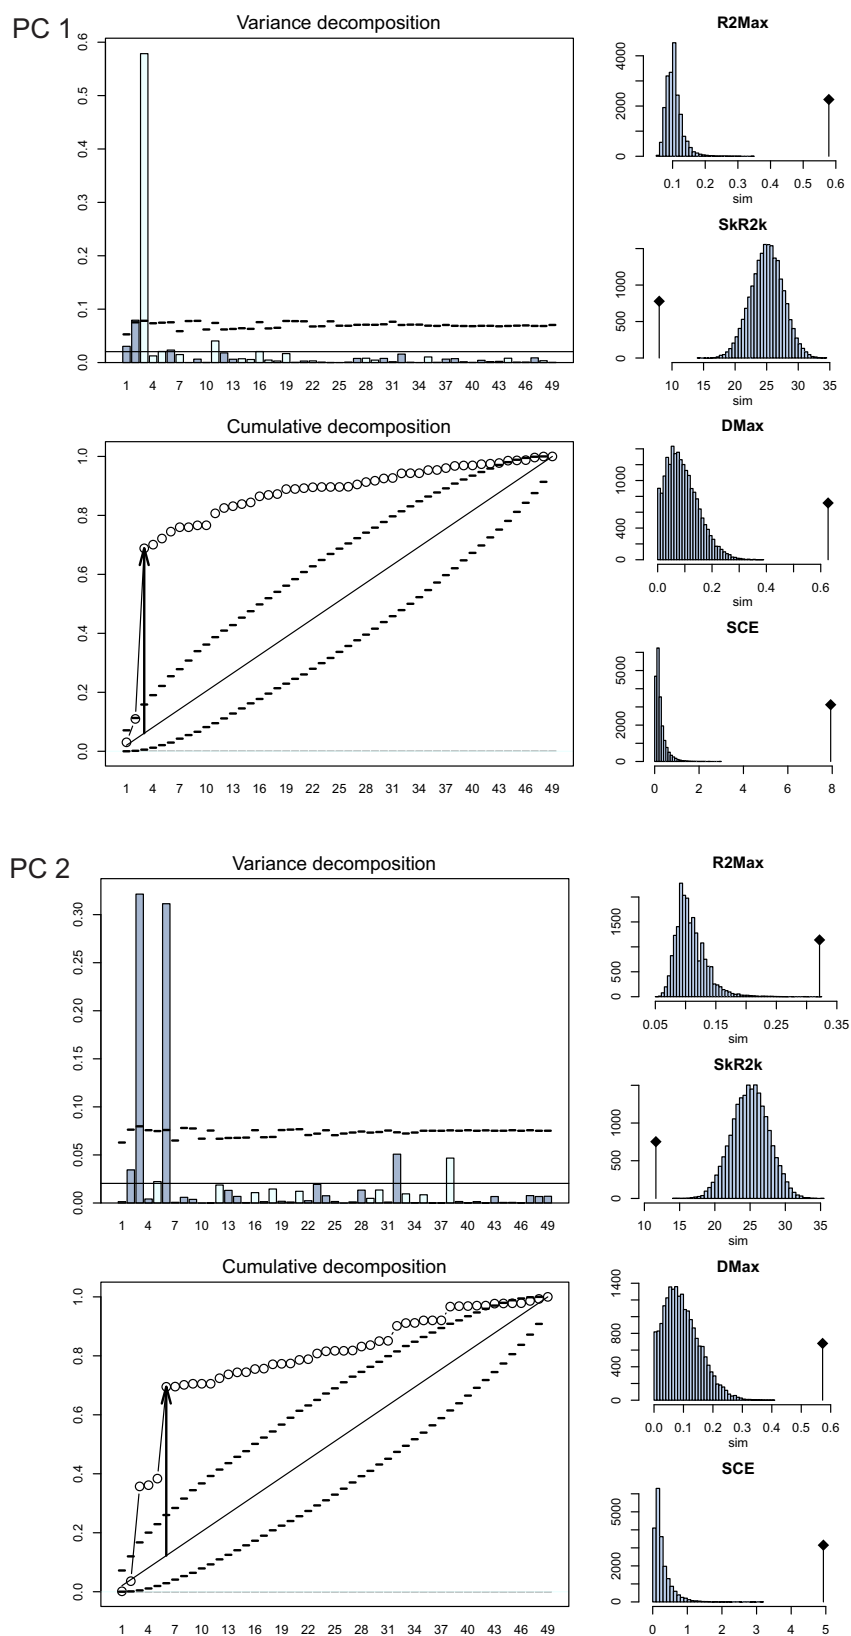 PC 1
Variance decomposition
0.0 0.1 0.2 0.3 0.4 0.5 0.6
1 4 7 10 13 16 19 22 25 28 31 34 37 40 43 46 49
R2Max
0 2000 4000
0.1 0.2 0.3 0.4 0.5 0.6
sim
SkR2k
0 500 1000
10 15 20 25 30 35
sim
Cumulative decomposition
0.0 0.2 0.4 0.6 0.8 1.0
1 4 7 10 13 16 19 22 25 28 31 34 37 40 43 46 49
DMax
0 400 1000
0.0 0.2 0.4 0.6
sim
SCE
0 2000 5000
0 2 4 6 8
PC 2
Variance decomposition
0.00 0.05 0.10 0.15 0.20 0.25 0.30
1 4 7 10 13 16 19 22 25 28 31 34 37 40 43 46 49
R2Max
0 500 1500
0.05 0.15 0.25 0.35
sim
SkR2k
0 500 1000
10 15 20 25 30 35
sim
Cumulative decomposition
0.0 0.2 0.4 0.6 0.8 1.0
1 4 7 10 13 16 19 22 25 28 31 34 37 40 43 46 49
DMax
0 400 800 1400
0.0 0.1 0.2 0.3 0.4 0.6
sim
SCE
0 2000 5000
0 1 2 3 4 5